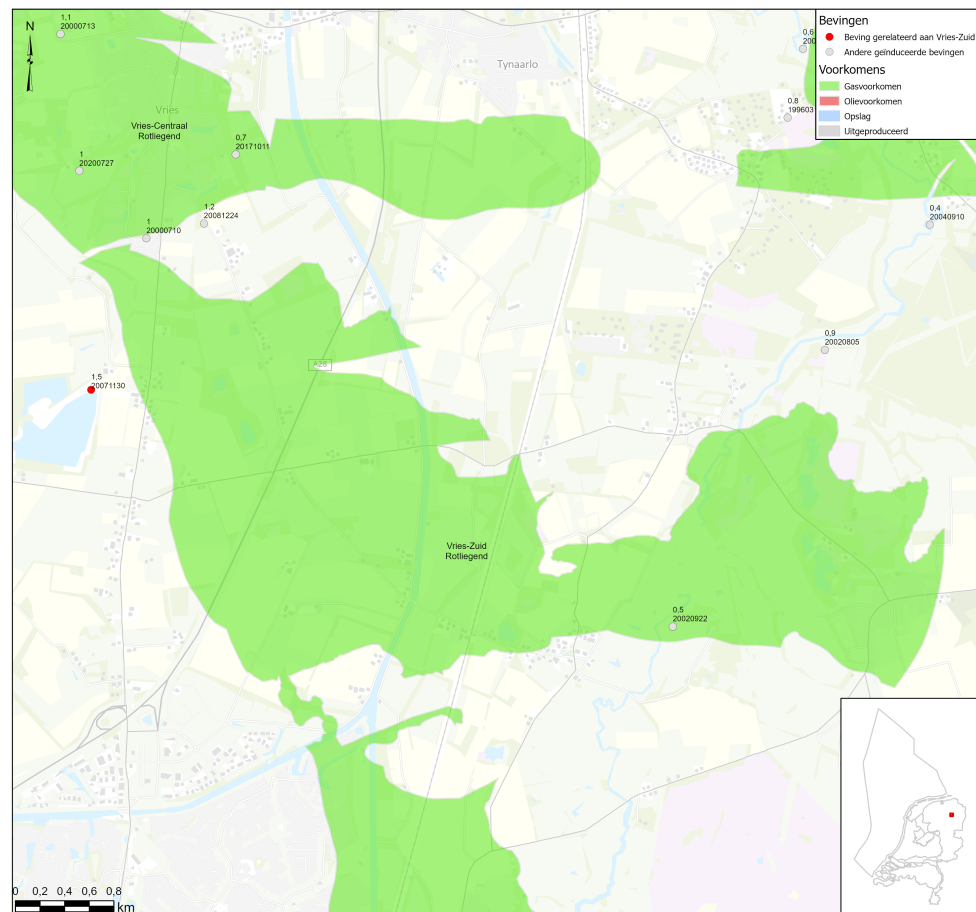 1,1
20000713
N
Tynaarlo
0,6
200
0,8
199603
Bevingen
Beving gerelateerd aan Vries-Zuid
Andere geïnduceerde bevingen
Voorkomens
Gasvoorkomen
Olievoorkomen
Opslag
Uitgeproduceerd
Vries
Vries-Centraal
Rotliegend
0,7
20171011
1
20200727
1,2
20081224
1
20000710
0,4
20040910
0,9
20020805
A28
1,5
20071130
Vries-Zuid
Rotliegend
0,5
20020922
0 0,2 0,4 0,6 0,8
km